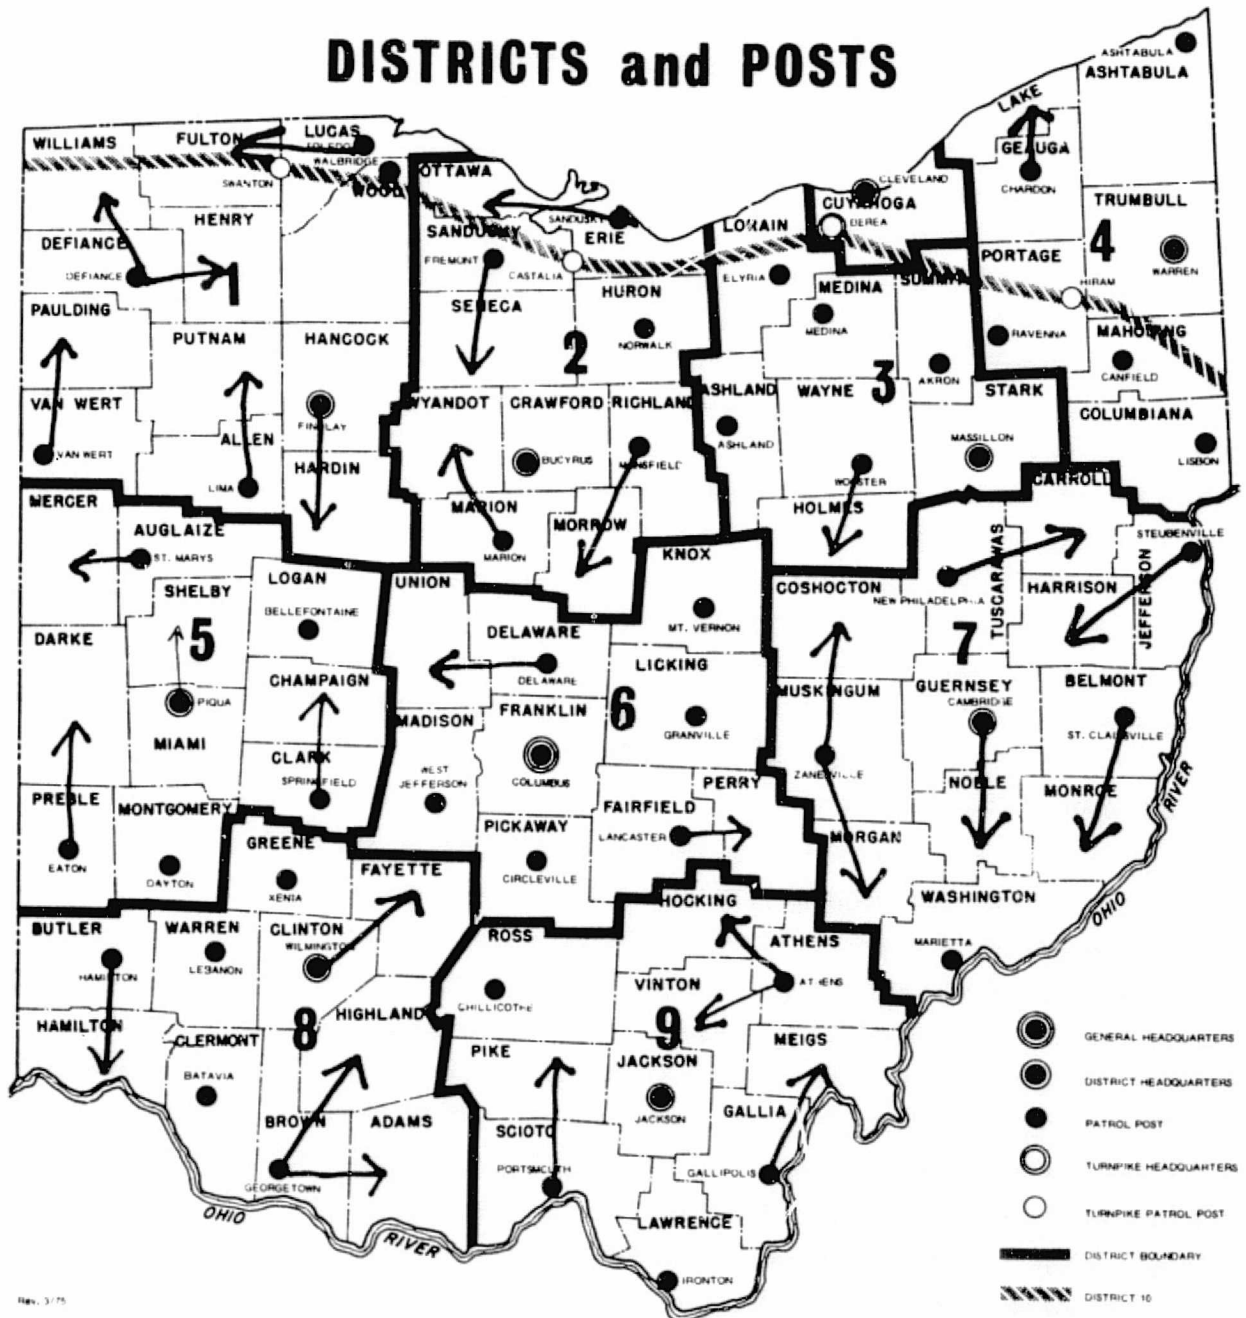 DISTRICTS and POSTS
ASHTABULA
ASHTABULA
LAKE
GEAUGA
CHARDON
WILLIAMS
FULTON
LUCAS
TOLEDO
WALBRIDGE
SWANTON
WOOD
OTTAWA
CLEVELAND
CUYAHOGA
BEREA
TRUMBULL
4
WARREN
HENRY
DEFIANCE
DEFIANCE
1
SANDUSKY
SANDUSKY
ERIE
FREMONT
CASTALIA
LORAIN
ELYRIA
PORTAGE
HIRAM
SUMMIT
MEDINA
MEDINA
RAVENNA
MAHONING
CANFIELD
PAULDING
PUTNAM
HANCOCK
SENECA
HURON
2
NORWALK
VAN WERT
VAN WERT
ALLEN
LIMA
FINDLAY
HARDIN
WYANDOT
CRAWFORD
RICHLAND
BUCYRUS
MANSFIELD
ASHLAND
ASHLAND
WAYNE
3
AKRON
STARK
MASSILLON
WOOSTER
COLUMBIANA
LISBON
MERCER
AUGLAIZE
ST. MARYS
MARION
MARION
MORROW
HOLMES
CARROLL
STEUBENVILLE
SHELBY
LOGAN
BELLEFONTAINE
UNION
KNOX
MT. VERNON
COSHOCTON
NEW PHILADELPHIA
TUSCARAWAS
HARRISON
JEFFERSON
DARKE
5
DELAWARE
DELAWARE
LICKING
7
PIQUA
CHAMPAIGN
MADISON
FRANKLIN
6
GRANVILLE
MUSKINGUM
GUERNSEY
CAMBRIDGE
BELMONT
ST. CLAIRSVILLE
MIAMI
CLARK
SPRINGFIELD
WEST
JEFFERSON
COLUMBUS
PERRY
ZANESVILLE
NOBLE
MONROE
PREBLE
MONTGOMERY
EATON
DAYTON
GREENE
XENIA
FAYETTE
PICKAWAY
CIRCLEVILLE
FAIRFIELD
LANCASTER
MORGAN
WASHINGTON
MARIETTA
OHIO
RIVER
BUTLER
HAMILTON
WARREN
LEBANON
CLINTON
WILMINGTON
ROSS
CHILLICOTHE
HOCKING
ATHENS
ATHENS
VINTON
HAMILTON
CLERMONT
BATAVIA
8
HIGHLAND
PIKE
9
JACKSON
JACKSON
MEIGS
GALLIA
GALLIPOLIS
BROWN
GEORGETOWN
ADAMS
SCIOTO
PORTSMOUTH
LAWRENCE
IRONTON
OHIO
RIVER
GENERAL HEADQUARTERS
DISTRICT HEADQUARTERS
PATROL POST
TURNPIKE HEADQUARTERS
TURNPIKE PATROL POST
DISTRICT BOUNDARY
DISTRICT 10
Rev. 3/75